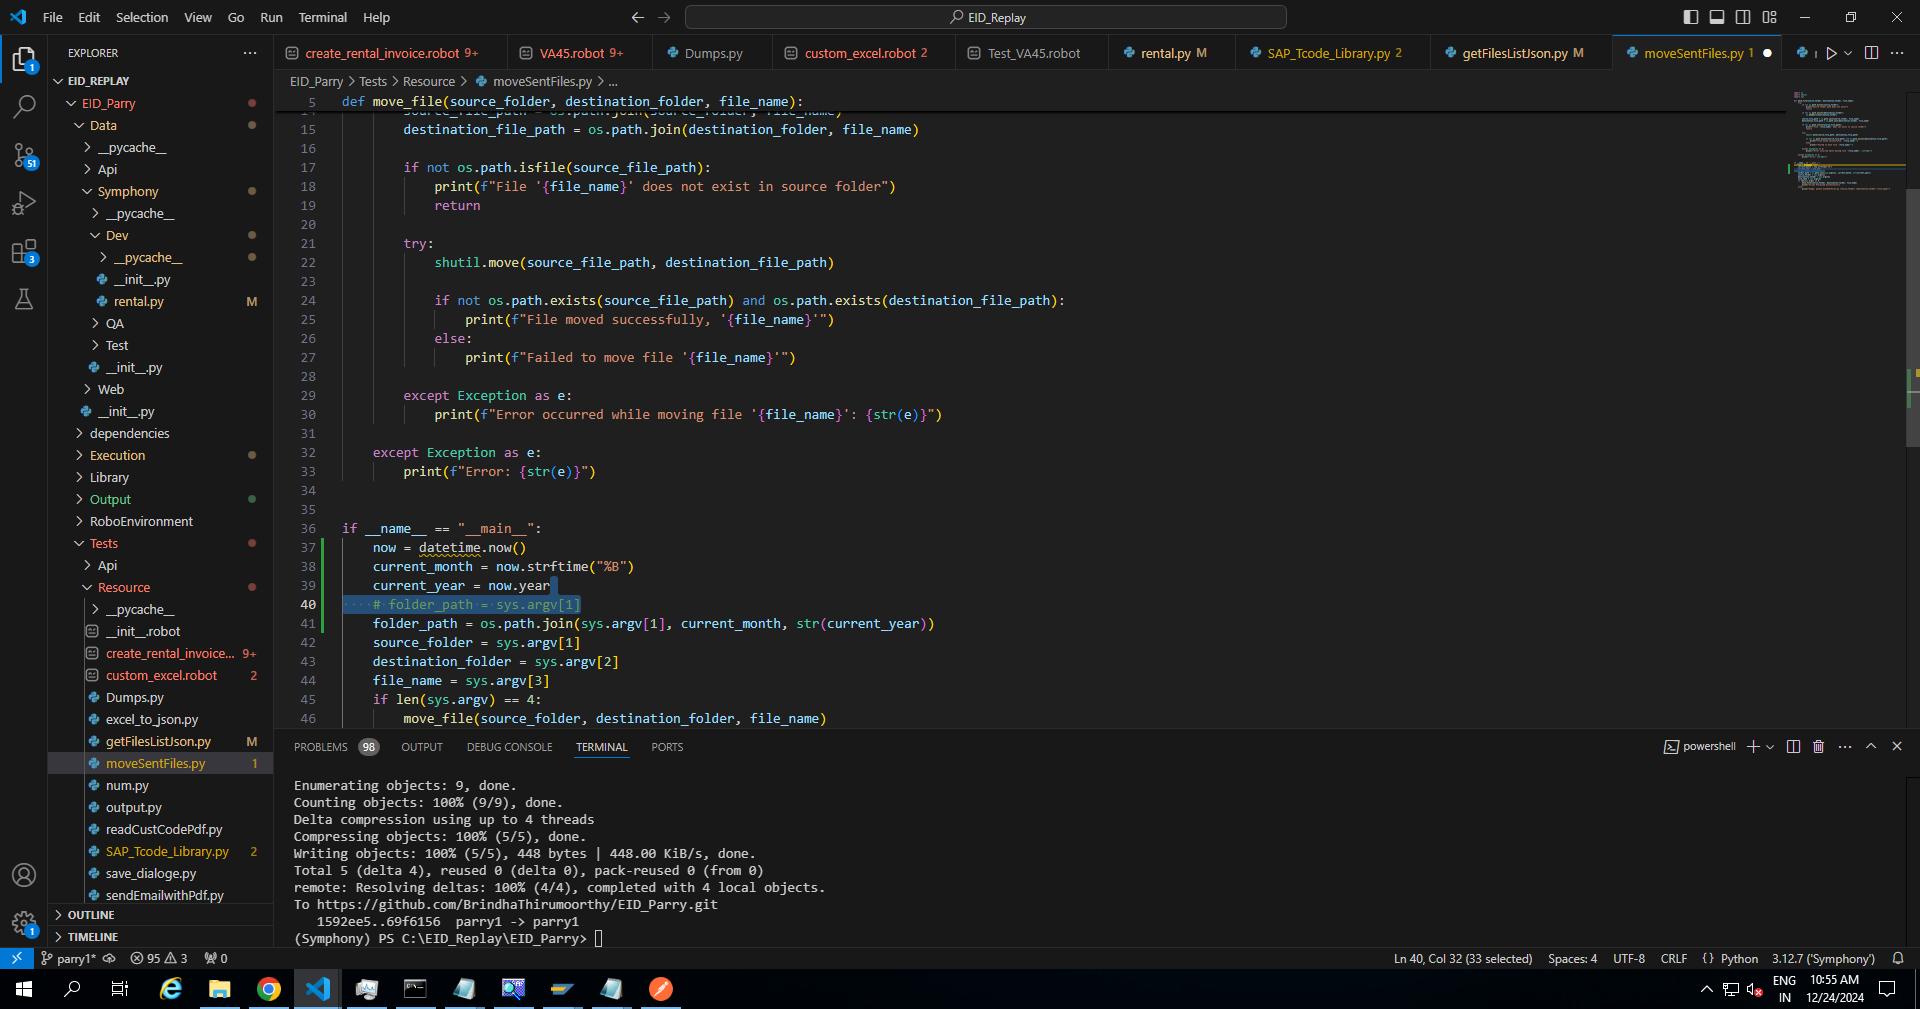 File Edit Selection View Go Run Terminal Help
EID_Replay
EXPLORER
create_rental_invoice.robot 9+
VA45.robot 9+
Dumps.py
custom_excel.robot 2
Test_VA45.robot
rental.py M
SAP_Tcode_Library.py 2
getFilesListJson.py M
moveSentFiles.py 1
EID_Parry > Tests > Resource > moveSentFiles.py > ...
EID_REPLAY
EID_Parry
Data
__pycache__
Api
Symphony
__pycache__
Dev
__pycache__
__init__.py
rental.py M
QA
Test
__init__.py
Web
__init__.py
dependencies
Execution
Library
Output
RoboEnvironment
Tests
Api
Resource
__pycache__
__init__.robot
create_rental_invoice... 9+
custom_excel.robot 2
Dumps.py
excel_to_json.py
getFilesListJson.py M
moveSentFiles.py 1
num.py
output.py
readCustCodePdf.py
SAP_Tcode_Library.py 2
save_dialoge.py
sendEmailwithPdf.py
OUTLINE
TIMELINE
1
51
3
1
5 def move_file(source_folder, destination_folder, file_name):
14 source_file_path = os.path.join(source_folder, file_name)
15 destination_file_path = os.path.join(destination_folder, file_name)
16
17 if not os.path.isfile(source_file_path):
18 print(f"File '{file_name}' does not exist in source folder")
19 return
20
21 try:
22 shutil.move(source_file_path, destination_file_path)
23
24 if not os.path.exists(source_file_path) and os.path.exists(destination_file_path):
25 print(f"File moved successfully, '{file_name}'")
26 else:
27 print(f"Failed to move file '{file_name}'")
28
29 except Exception as e:
30 print(f"Error occurred while moving file '{file_name}': {str(e)}")
31
32 except Exception as e:
33 print(f"Error: {str(e)}")
34
35
36 if __name__ == "__main__":
37 now = datetime.now()
38 current_month = now.strftime("%B")
39 current_year = now.year
40 # folder_path = sys.argv[1]
41 folder_path = os.path.join(sys.argv[1], current_month, str(current_year))
42 source_folder = sys.argv[1]
43 destination_folder = sys.argv[2]
44 file_name = sys.argv[3]
45 if len(sys.argv) == 4:
46 move_file(source_folder, destination_folder, file_name)
PROBLEMS 98 OUTPUT DEBUG CONSOLE TERMINAL PORTS
powershell
Enumerating objects: 9, done.
Counting objects: 100% (9/9), done.
Delta compression using up to 4 threads
Compressing objects: 100% (5/5), done.
Writing objects: 100% (5/5), 448 bytes | 448.00 KiB/s, done.
Total 5 (delta 4), reused 0 (delta 0), pack-reused 0 (from 0)
remote: Resolving deltas: 100% (4/4), completed with 4 local objects.
To https://github.com/BrindhaThirumoorthy/EID_Parry.git
1592ee5..69f6156 parry1 -> parry1
(Symphony) PS C:\EID_Replay\EID_Parry>
parry1* 95 3 0
Ln 40, Col 32 (33 selected) Spaces: 4 UTF-8 CRLF {} Python 3.12.7 ('Symphony')
ENG
IN
10:55 AM
12/24/2024